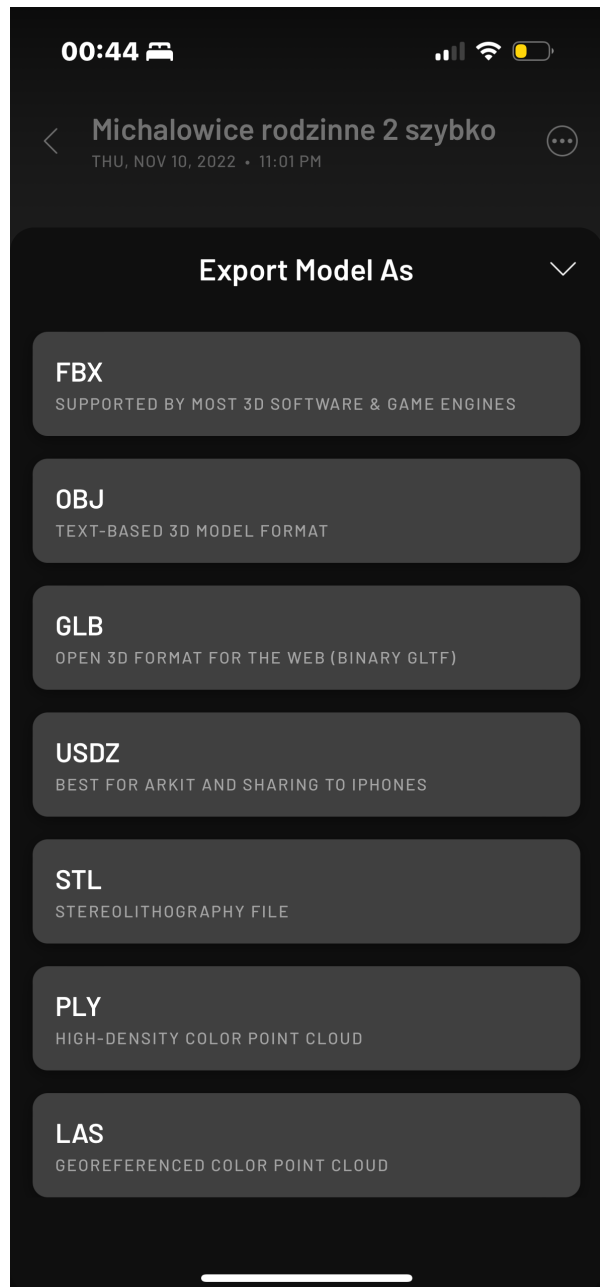 00:44
Michalowice rodzinne 2 szybko
THU, NOV 10, 2022 • 11:01 PM
Export Model As
FBX
SUPPORTED BY MOST 3D SOFTWARE & GAME ENGINES
OBJ
TEXT-BASED 3D MODEL FORMAT
GLB
OPEN 3D FORMAT FOR THE WEB (BINARY GLTF)
USDZ
BEST FOR ARKIT AND SHARING TO IPHONES
STL
STEREOLITHOGRAPHY FILE
PLY
HIGH-DENSITY COLOR POINT CLOUD
LAS
GEOREFERENCED COLOR POINT CLOUD